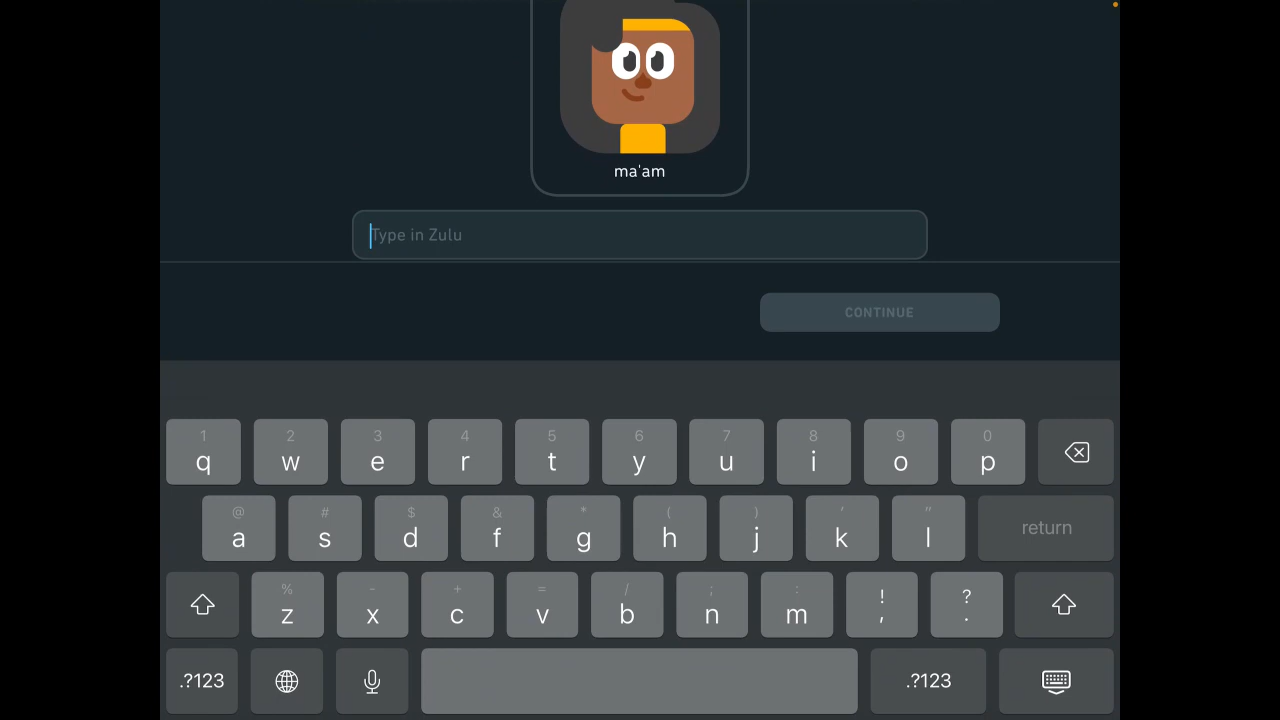 ma'am
Type in Zulu
CONTINUE
1 2 3 4 5 6 7 8 9 0
q w e r t y u i o p
@ # $ & * ( ) ' "
a s d f g h j k l return
% - + = / ; : ! ?
z x c v b n m , .
.?123 .?123